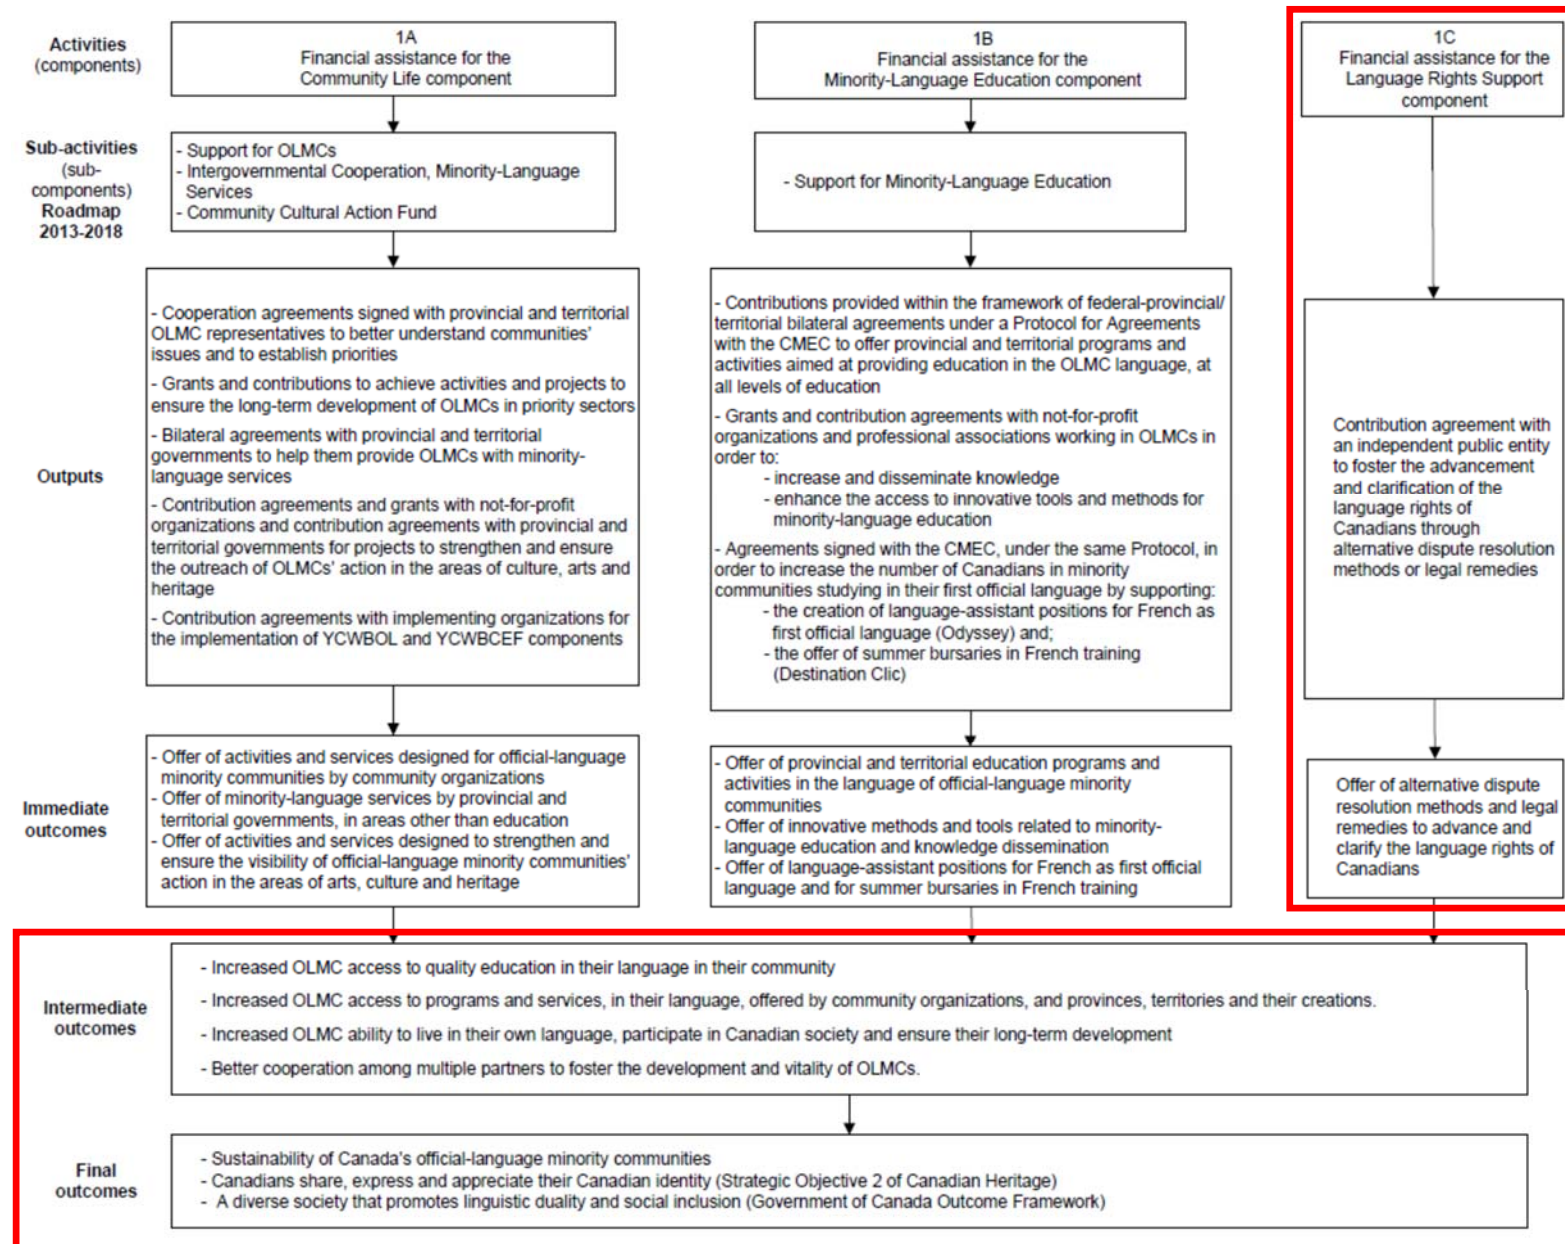 Activities
(components)
1A
Financial assistance for the
Community Life component
1B
Financial assistance for the
Minority-Language Education component
1C
Financial assistance for the
Language Rights Support
component
Sub-activities
(sub-
components)
Roadmap
2013-2018
- Support for OLMCs
- Intergovernmental Cooperation, Minority-Language
Services
- Community Cultural Action Fund
- Support for Minority-Language Education
Outputs
- Cooperation agreements signed with provincial and territorial
OLMC representatives to better understand communities'
issues and to establish priorities
- Grants and contributions to achieve activities and projects to
ensure the long-term development of OLMCs in priority sectors
- Bilateral agreements with provincial and territorial
governments to help them provide OLMCs with minority-
language services
- Contribution agreements and grants with not-for-profit
organizations and contribution agreements with provincial and
territorial governments for projects to strengthen and ensure
the outreach of OLMCs' action in the areas of culture, arts and
heritage
- Contribution agreements with implementing organizations for
the implementation of YCWBOL and YCWBCEF components
- Contributions provided within the framework of federal-provincial/
territorial bilateral agreements under a Protocol for Agreements
with the CMEC to offer provincial and territorial programs and
activities aimed at providing education in the OLMC language, at
all levels of education
- Grants and contribution agreements with not-for-profit
organizations and professional associations working in OLMCs in
order to:
- increase and disseminate knowledge
- enhance the access to innovative tools and methods for
minority-language education
- Agreements signed with the CMEC, under the same Protocol, in
order to increase the number of Canadians in minority
communities studying in their first official language by supporting:
- the creation of language-assistant positions for French as
first official language (Odyssey) and;
- the offer of summer bursaries in French training
(Destination Clic)
Contribution agreement with
an independent public entity
to foster the advancement
and clarification of the
language rights of
Canadians through
alternative dispute resolution
methods or legal remedies
Immediate
outcomes
- Offer of activities and services designed for official-language
minority communities by community organizations
- Offer of minority-language services by provincial and
territorial governments, in areas other than education
- Offer of activities and services designed to strengthen and
ensure the visibility of official-language minority communities'
action in the areas of arts, culture and heritage
- Offer of provincial and territorial education programs and
activities in the language of official-language minority
communities
- Offer of innovative methods and tools related to minority-
language education and knowledge dissemination
- Offer of language-assistant positions for French as first official
language and for summer bursaries in French training
Offer of alternative dispute
resolution methods and legal
remedies to advance and
clarify the language rights of
Canadians
Intermediate
outcomes
- Increased OLMC access to quality education in their language in their community
- Increased OLMC access to programs and services, in their language, offered by community organizations, and provinces, territories and their creations.
- Increased OLMC ability to live in their own language, participate in Canadian society and ensure their long-term development
- Better cooperation among multiple partners to foster the development and vitality of OLMCs.
Final
outcomes
- Sustainability of Canada's official-language minority communities
- Canadians share, express and appreciate their Canadian identity (Strategic Objective 2 of Canadian Heritage)
- A diverse society that promotes linguistic duality and social inclusion (Government of Canada Outcome Framework)